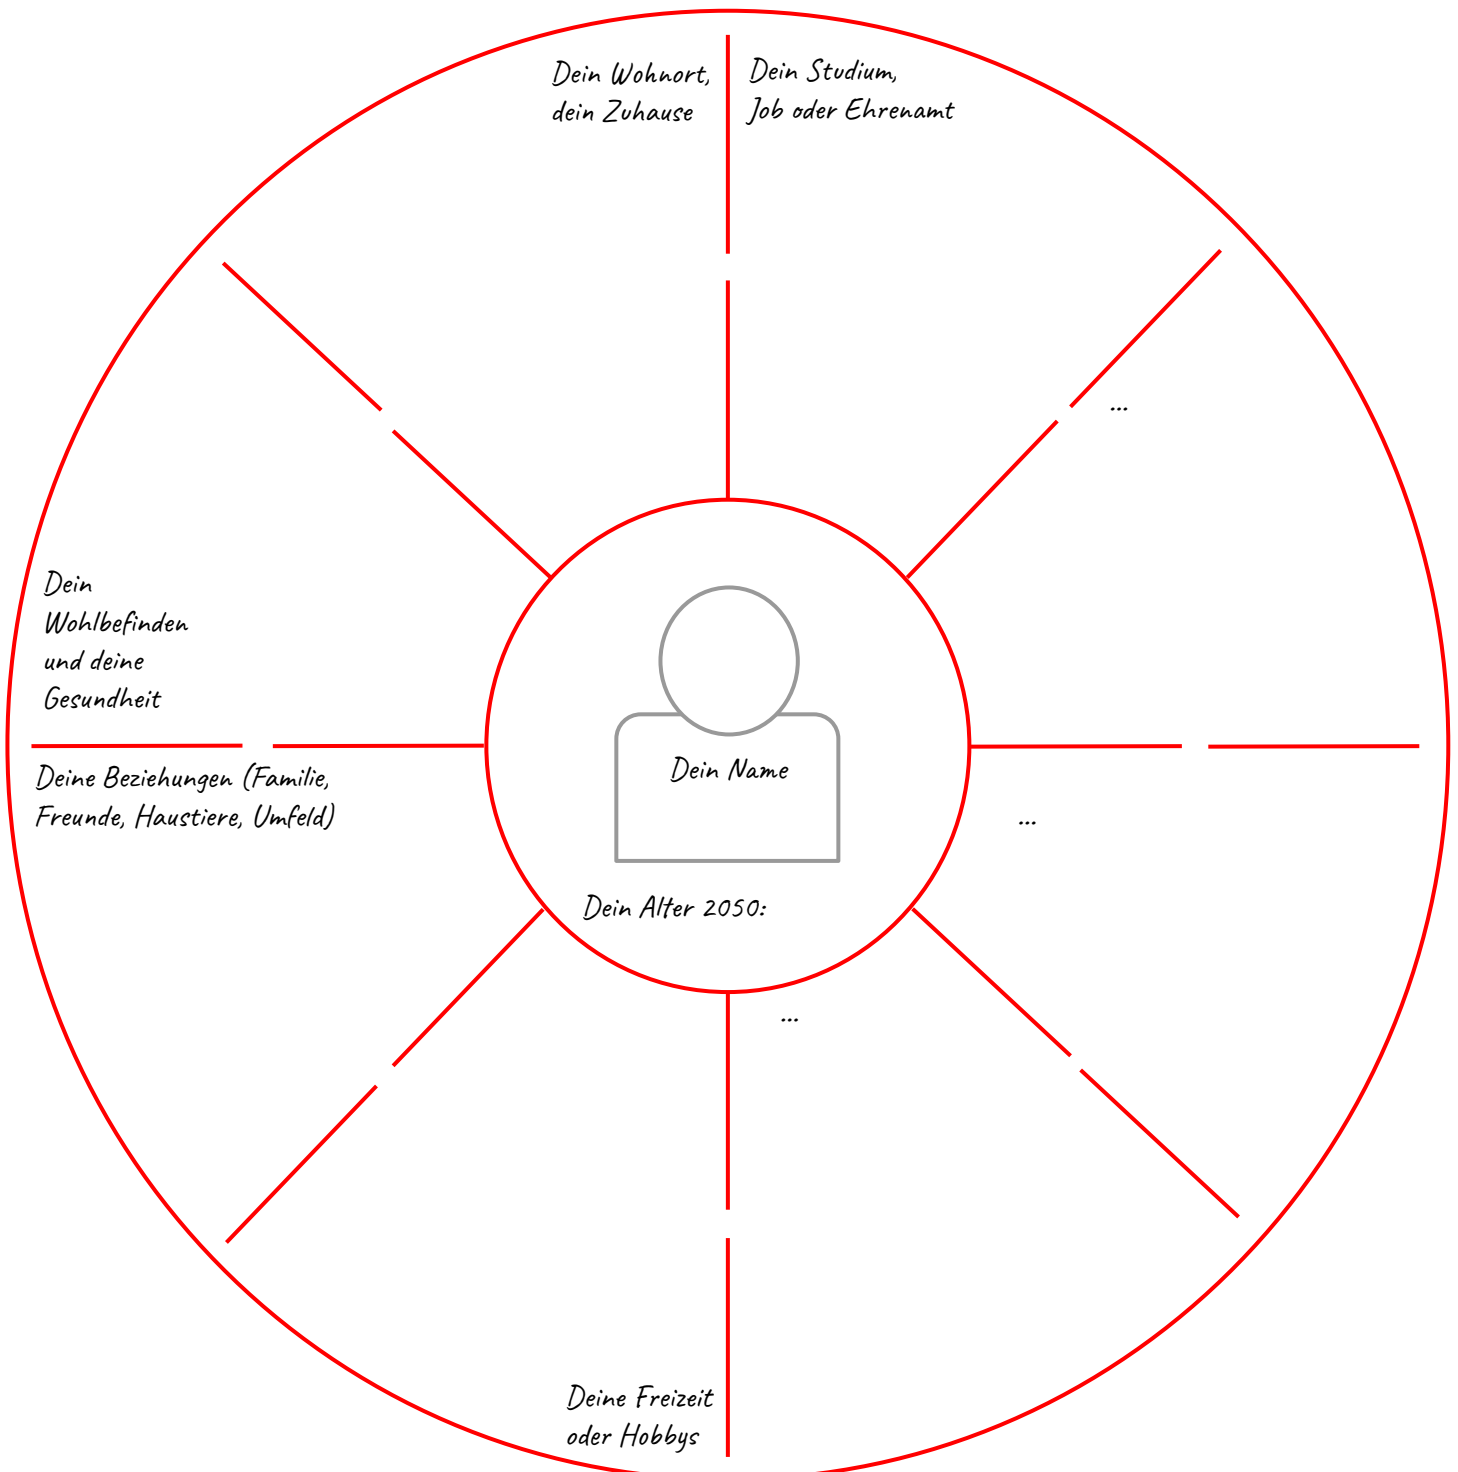 Dein Wohnort,
dein Zuhause
Dein Studium,
Job oder Ehrenamt
...
Dein
Wohlbefinden
und deine
Gesundheit
Deine Beziehungen (Familie,
Freunde, Haustiere, Umfeld)
Dein Name
...
Dein Alter 2050:
...
Deine Freizeit
oder Hobbys